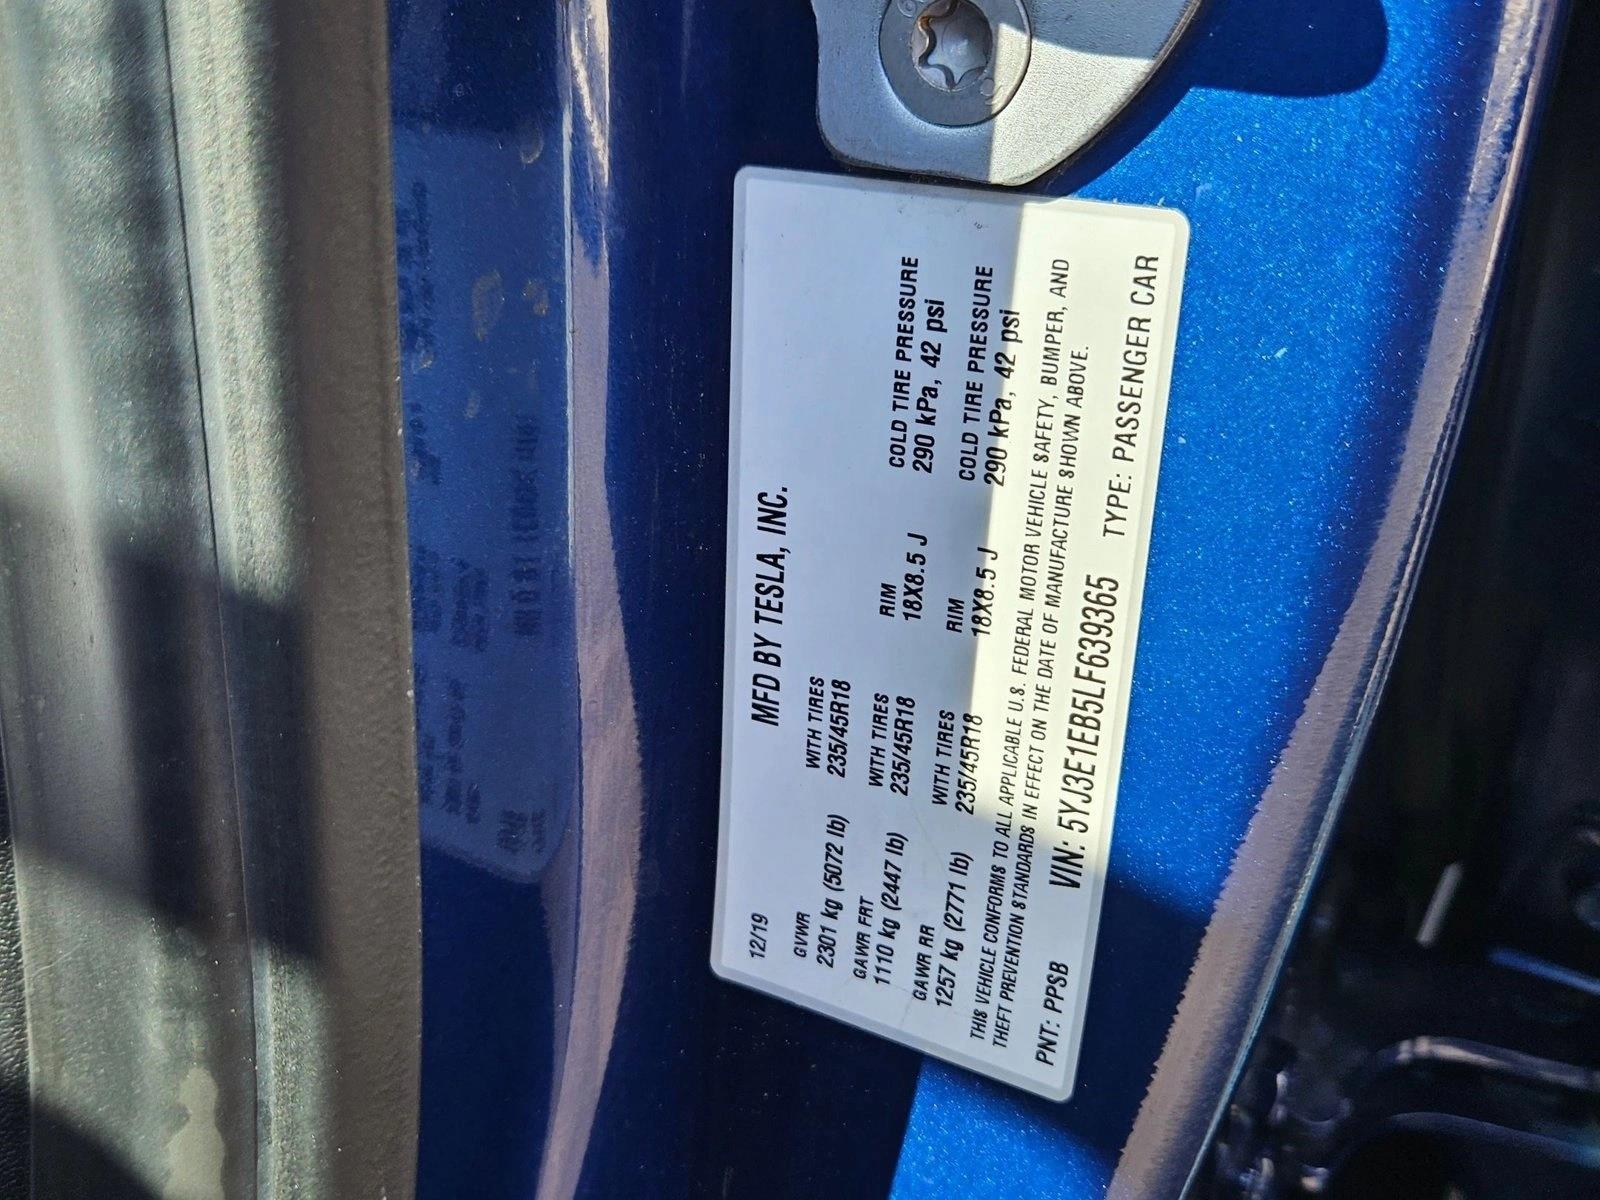 12/19 MFD BY TESLA, INC.
GVWR WITH TIRES
2301 kg (5072 lb) 235/45R18
GAWR FRT WITH TIRES RIM COLD TIRE PRESSURE
1110 kg (2447 lb) 235/45R18 18X8.5 J 290 kPa, 42 psi
GAWR RR WITH TIRES RIM COLD TIRE PRESSURE
1257 kg (2771 lb) 235/45R18 18X8.5 J 290 kPa, 42 psi
THIS VEHICLE CONFORMS TO ALL APPLICABLE U.S. FEDERAL MOTOR VEHICLE SAFETY, BUMPER, AND
THEFT PREVENTION STANDARDS IN EFFECT ON THE DATE OF MANUFACTURE SHOWN ABOVE.
PNT: PPSB VIN: 5YJ3E1EB5LF639365 TYPE: PASSENGER CAR